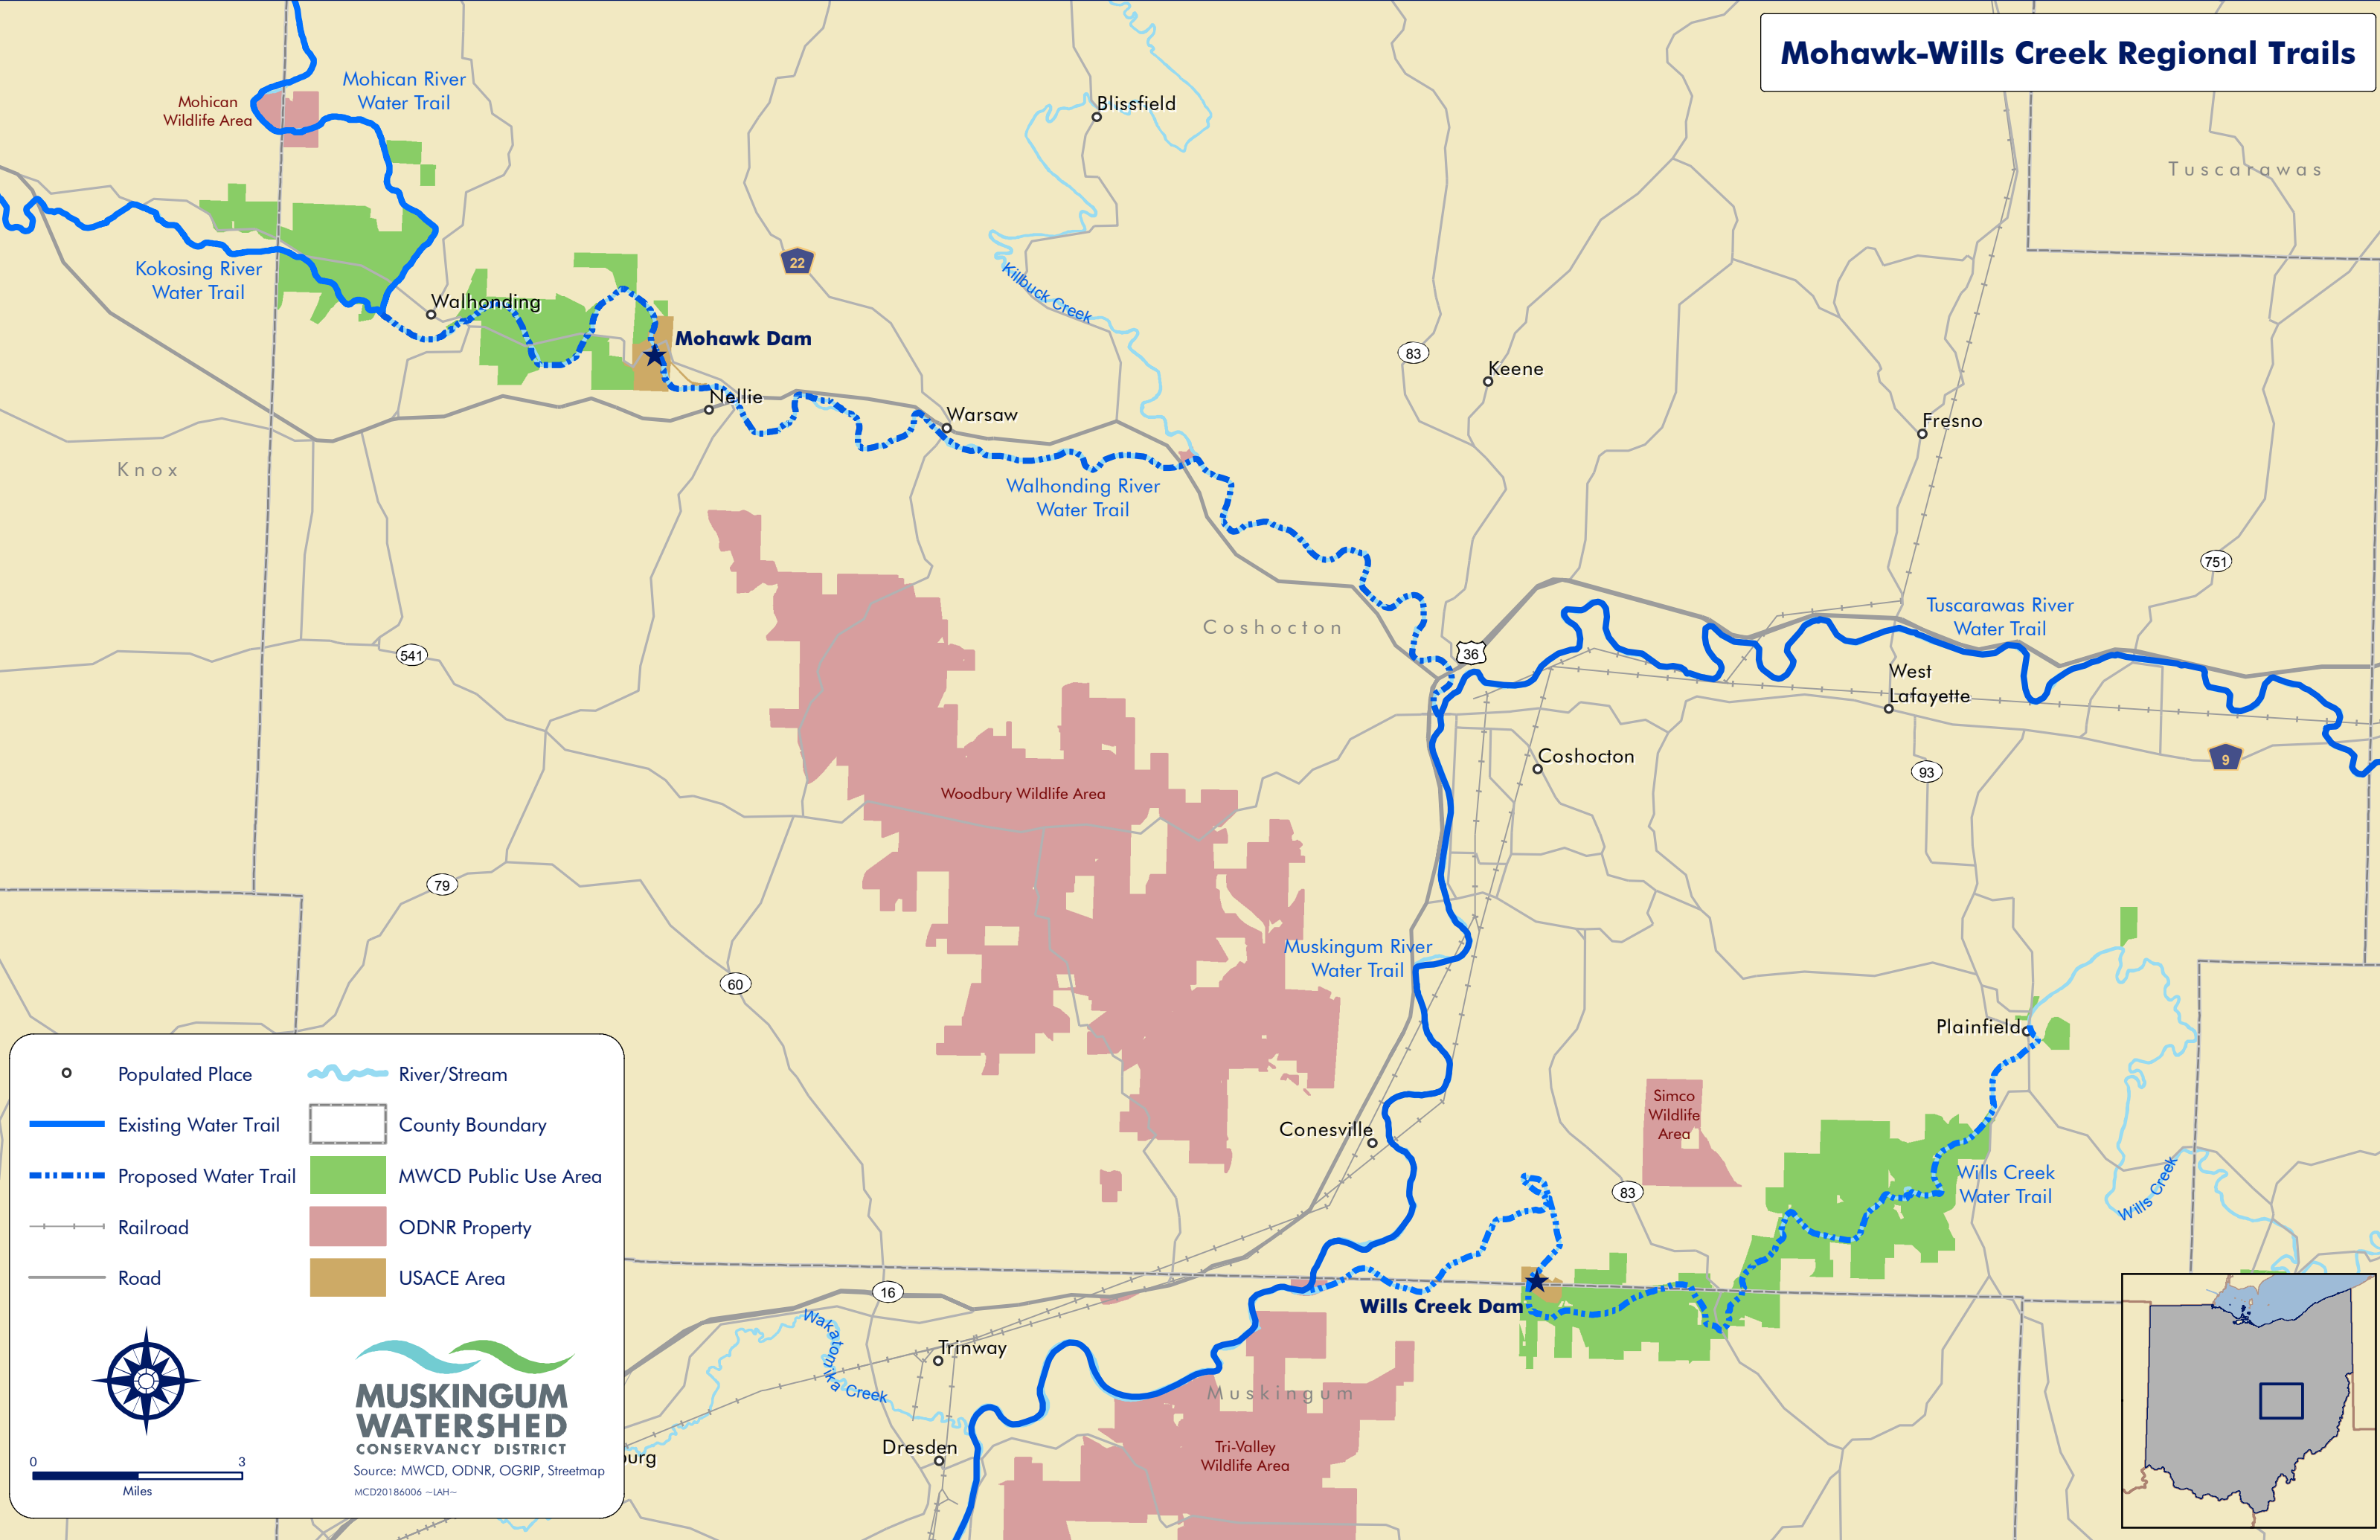 Mohawk-Wills Creek Regional Trails
Mohican River
Water Trail
Mohican
Wildlife Area
Blissfield
Tuscarawas
Kokosing River
Water Trail
22
Killbuck Creek
Walhonding
Mohawk Dam
83
Keene
Nellie
Warsaw
Fresno
Knox
Walhonding River
Water Trail
751
Tuscarawas River
Water Trail
Coshocton
541
36
West
Lafayette
Coshocton
9
93
Woodbury Wildlife Area
79
Muskingum River
Water Trail
60
Plainfield
Simco
Wildlife
Area
Conesville
Wills Creek
Water Trail
Wills Creek
83
16
Wills Creek Dam
Wakatomika Creek
Trinway
Muskingum
Dresden
Tri-Valley
Wildlife Area
burg
Populated Place
Existing Water Trail
Proposed Water Trail
Railroad
Road
River/Stream
County Boundary
MWCD Public Use Area
ODNR Property
USACE Area
0 3
Miles
MUSKINGUM
WATERSHED
CONSERVANCY DISTRICT
Source: MWCD, ODNR, OGRIP, Streetmap
MCD20186006 ~LAH~